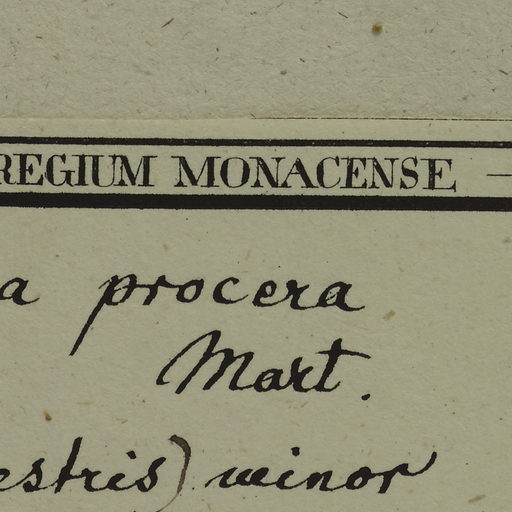 REGIUM MONACENSE —
a procera
Mart.
estris) minor